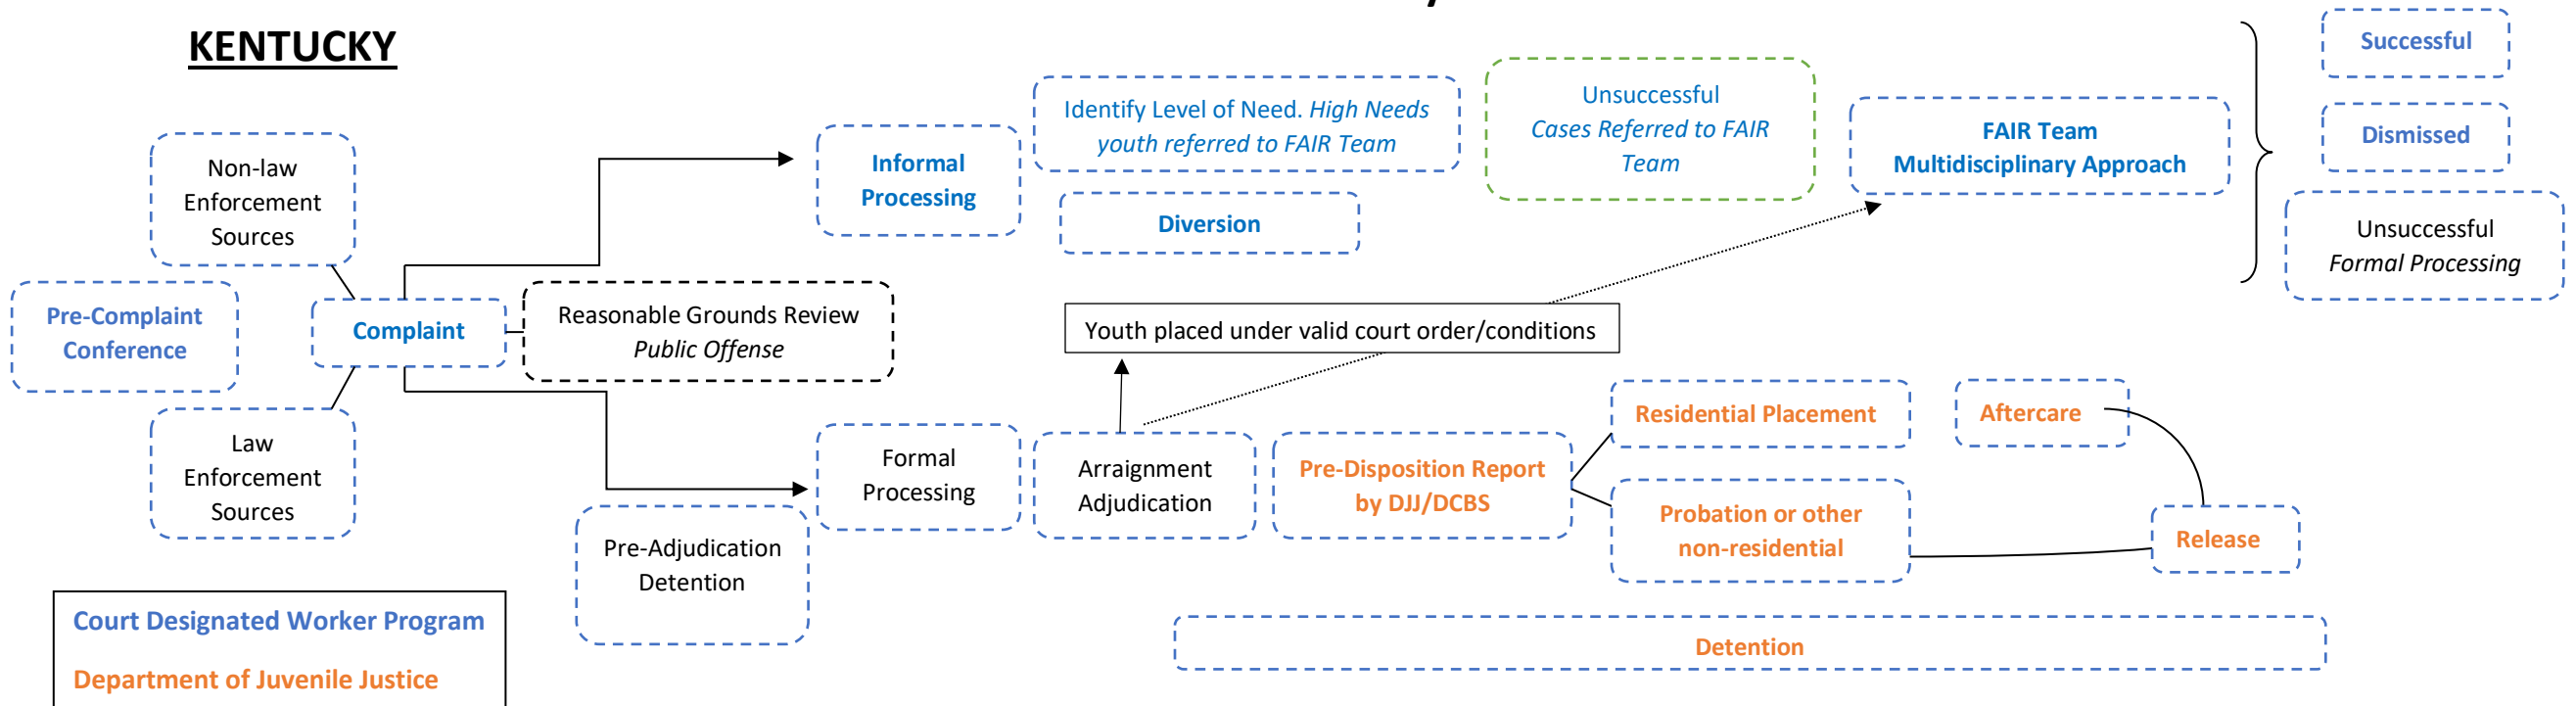 KENTUCKY
Non-law
Enforcement
Sources
Pre-Complaint
Conference
Complaint
Law
Enforcement
Sources
Reasonable Grounds Review
Public Offense
Informal
Processing
Identify Level of Need. High Needs
youth referred to FAIR Team
Diversion
Unsuccessful
Cases Referred to FAIR
Team
FAIR Team
Multidisciplinary Approach
Successful
Dismissed
Unsuccessful
Formal Processing
Youth placed under valid court order/conditions
Pre-Adjudication
Detention
Formal
Processing
Arraignment
Adjudication
Pre-Disposition Report
by DJJ/DCBS
Residential Placement
Probation or other
non-residential
Aftercare
Release
Detention
Court Designated Worker Program
Department of Juvenile Justice